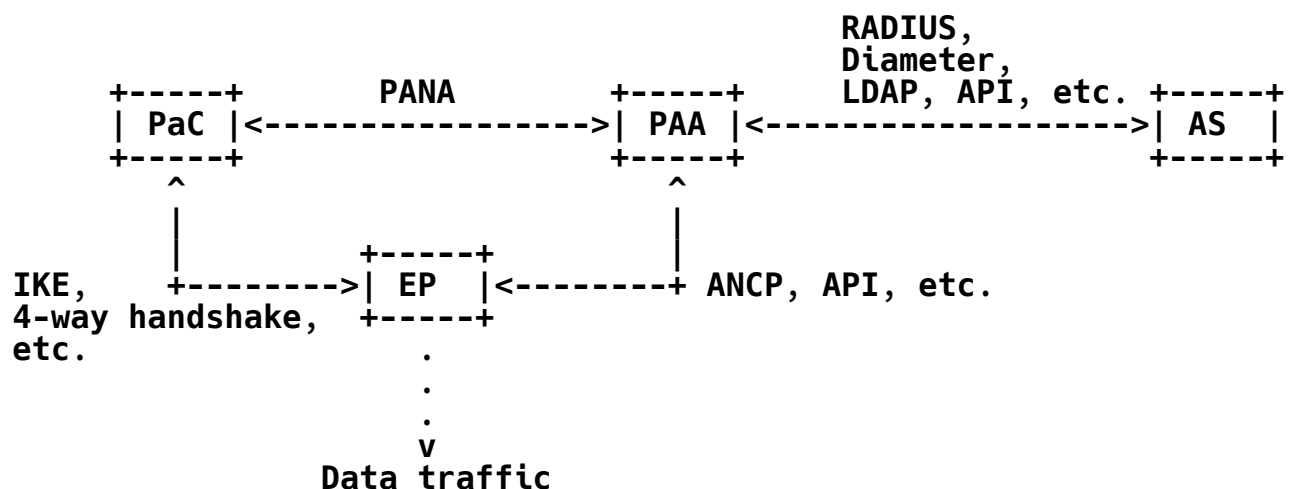 RADIUS,
                                           Diameter,
     +-----+       PANA        +-----+     LDAP, API, etc. +-----+
     | PaC |<----------------->| PAA |<------------------->| AS  |
     +-----+                   +-----+                     +-----+
        ^                         ^
        |                         |
        |         +-----+         |
IKE,    +-------->| EP  |<--------+ ANCP, API, etc.
4-way handshake,  +-----+
etc.                 .
                     .
                     .
                     v
                Data traffic